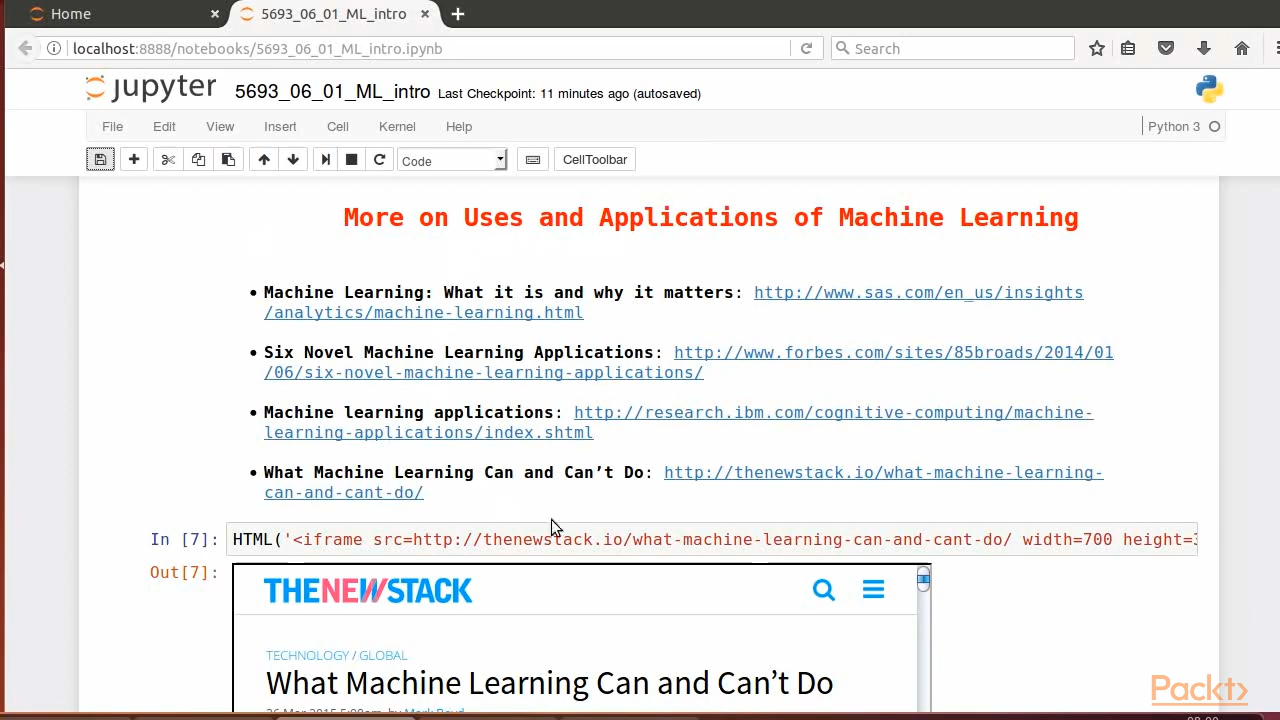 Home
5693_06_01_ML_intro
localhost:8888/notebooks/5693_06_01_ML_intro.ipynb
Search
jupyter 5693_06_01_ML_intro Last Checkpoint: 11 minutes ago (autosaved)
File Edit View Insert Cell Kernel Help Python 3
Code CellToolbar
More on Uses and Applications of Machine Learning
• Machine Learning: What it is and why it matters: http://www.sas.com/en_us/insights
/analytics/machine-learning.html
• Six Novel Machine Learning Applications: http://www.forbes.com/sites/85broads/2014/01
/06/six-novel-machine-learning-applications/
• Machine learning applications: http://research.ibm.com/cognitive-computing/machine-
learning-applications/index.shtml
• What Machine Learning Can and Can’t Do: http://thenewstack.io/what-machine-learning-
can-and-cant-do/
In [7]: HTML('<iframe src=http://thenewstack.io/what-machine-learning-can-and-cant-do/ width=700 height=3
Out[7]:
THENEWSTACK
TECHNOLOGY / GLOBAL
What Machine Learning Can and Can’t Do
Packt